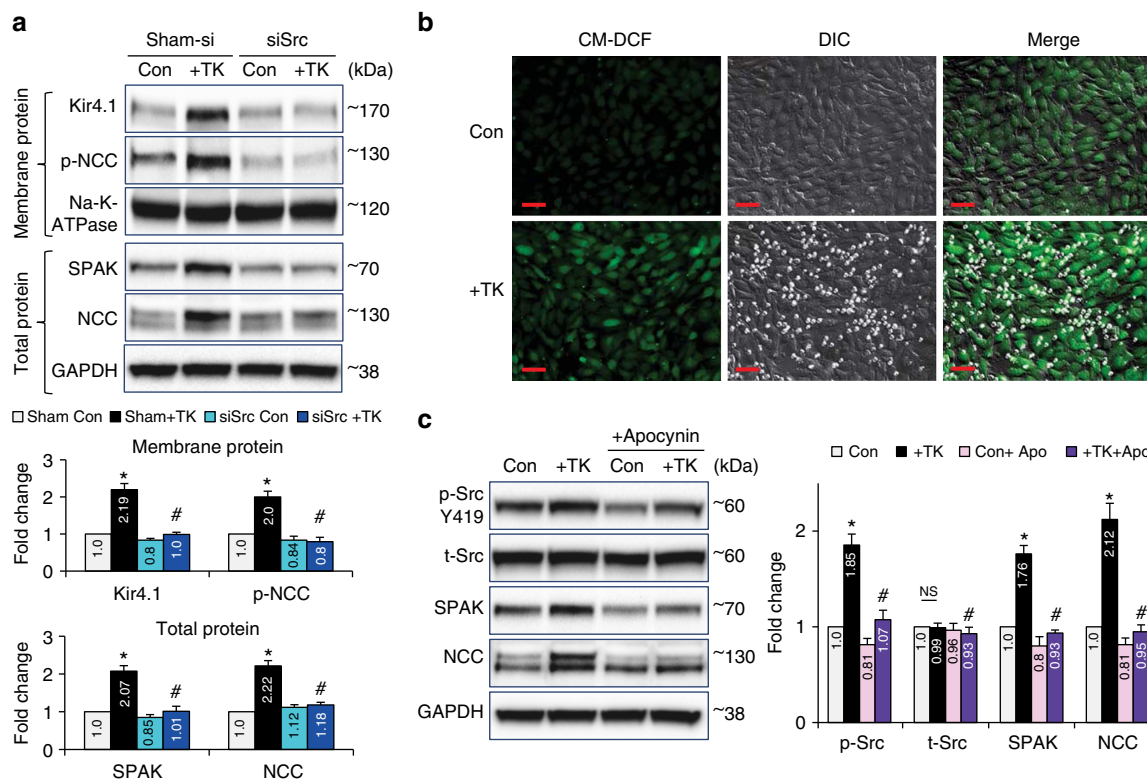 a
Sham-si siSrc
Con +TK Con +TK (kDa)
Membrane protein
Kir4.1 ~170
p-NCC ~130
Na-K-
ATPase ~120
Total protein
SPAK ~70
NCC ~130
GAPDH ~38
Sham Con Sham+TK siSrc Con siSrc +TK
Membrane protein
Fold change
3
2
1
0
1.0 2.19 0.8 1.0 1.0 2.0 0.84 0.8
* # * #
Kir4.1 p-NCC
Total protein
Fold change
3
2
1
0
1.0 2.07 0.85 1.01 1.0 2.22 1.12 1.18
* # * #
SPAK NCC
b
CM-DCF DIC Merge
Con
+TK
c
+Apocynin
Con +TK Con +TK (kDa)
p-Src
Y419 ~60
t-Src ~60
SPAK ~70
NCC ~130
GAPDH ~38
Con +TK Con+ Apo +TK+Apo
Fold change
2
1
0
1.0 1.85 0.81 1.07 1.0 0.99 0.96 0.93 1.0 1.76 0.8 0.93 1.0 2.12 0.81 0.95
* # NS # * # * #
p-Src t-Src SPAK NCC